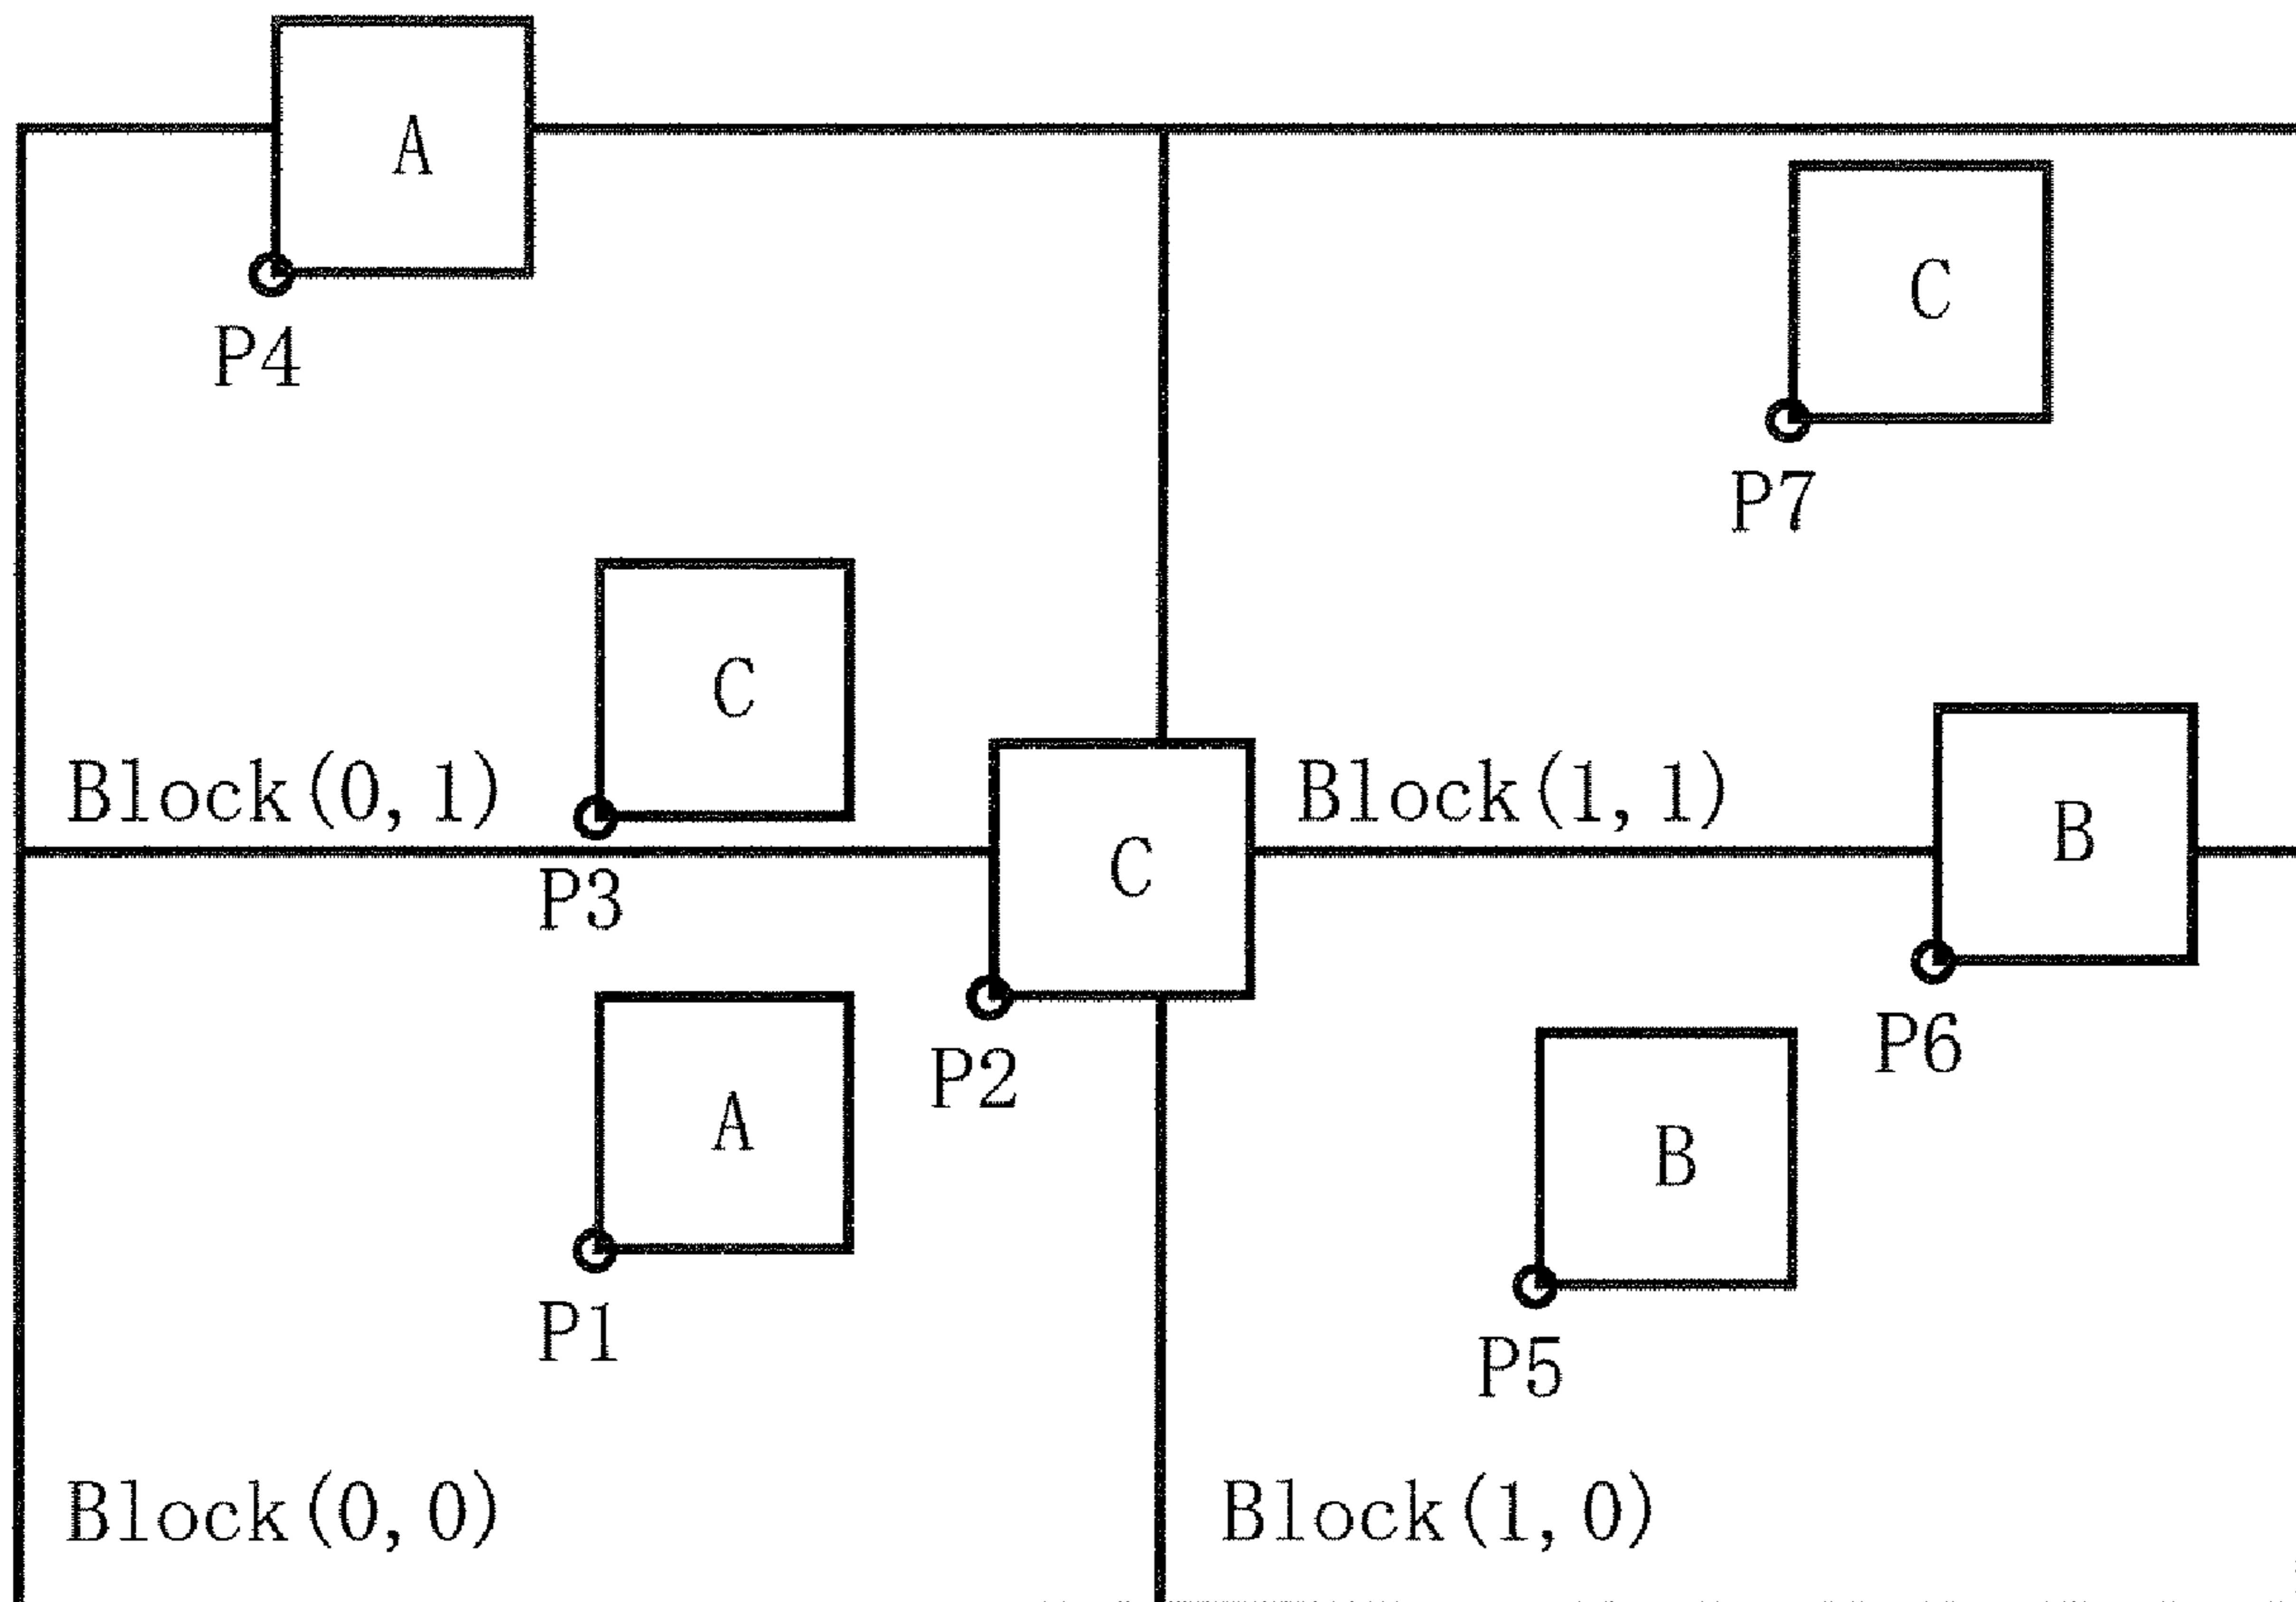 A
C
P4
P7
C
Block(0,1)
Block(1,1)
B
C
P3
P6
P2
A
B
P1
P5
Block(0,0)
Block(1,0)